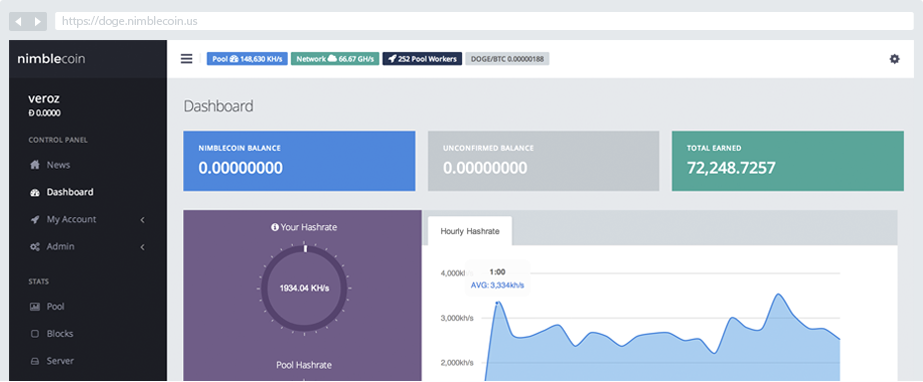 https://doge.nimblecoin.us
nimblecoin
Pool 148,630 KH/s
Network 66.67 GH/s
252 Pool Workers
DOGE/BTC 0.00000188
veroz
Ð 0.0000
CONTROL PANEL
News
Dashboard
My Account
Admin
STATS
Pool
Blocks
Server
Dashboard
NIMBLECOIN BALANCE
0.00000000
UNCONFIRMED BALANCE
0.00000000
TOTAL EARNED
72,248.7257
Your Hashrate
1934.04 KH/s
Pool Hashrate
Hourly Hashrate
4,000kh/s
1:00
AVG: 3,334kh/s
3,000kh/s
2,000kh/s